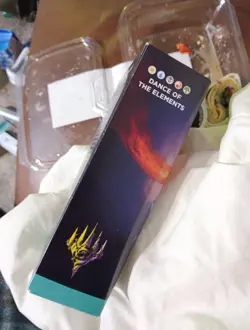 DANCE OF
THE ELEMENTS